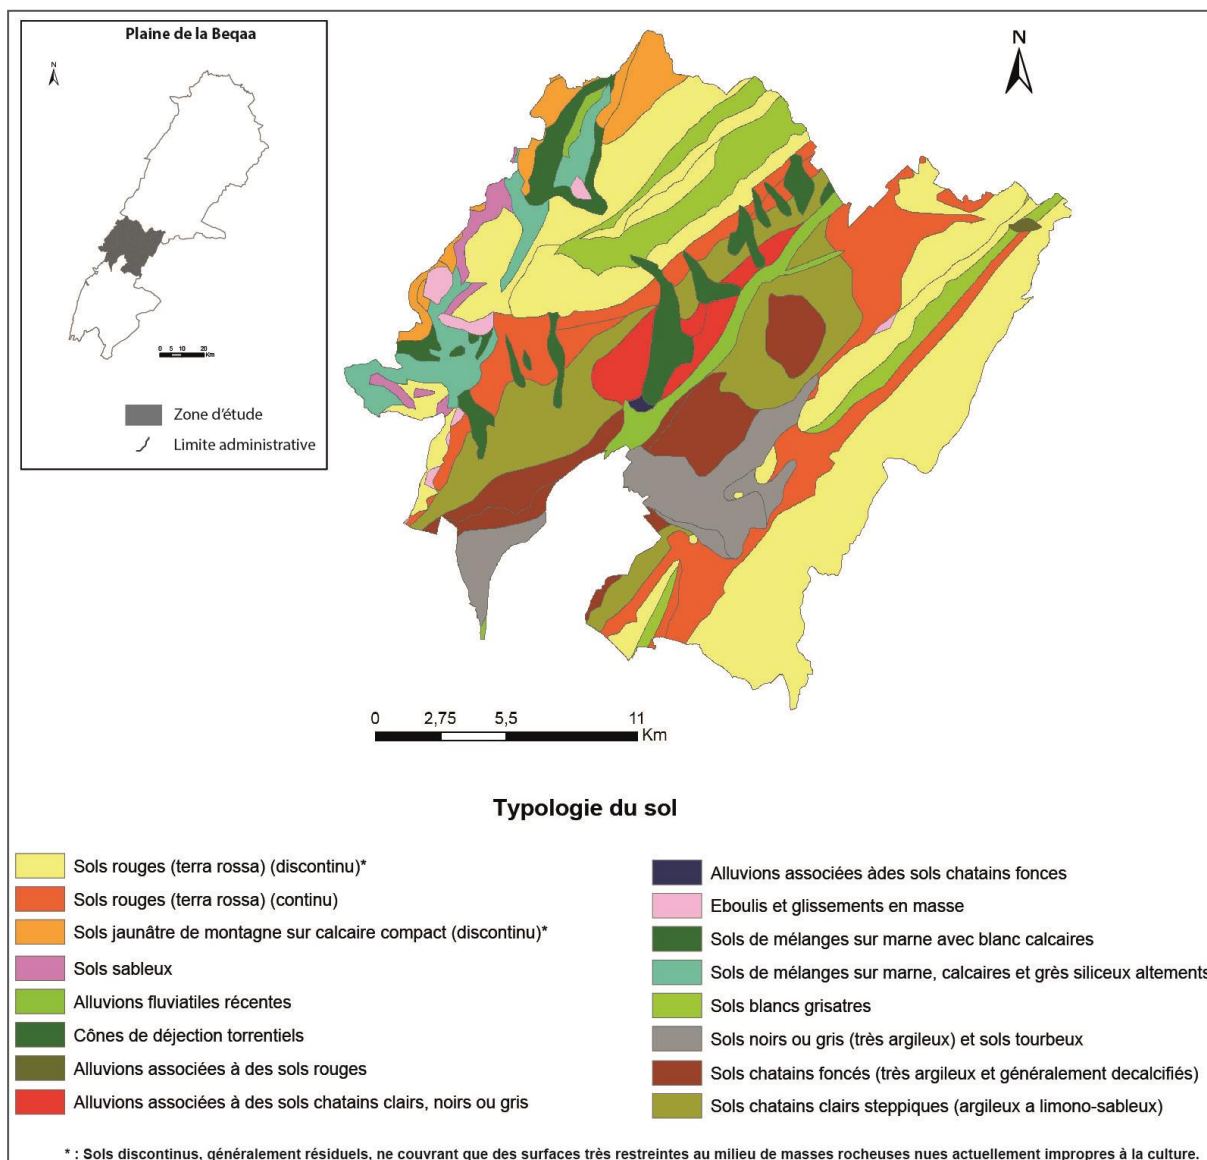 Plaine de la Beqaa
N
0 5 10 20
Km
Zone d'étude
Limite administrative
N
0 2,75 5,5 11
Km
Typologie du sol
Sols rouges (terra rossa) (discontinu)*
Sols rouges (terra rossa) (continu)
Sols jaunâtre de montagne sur calcaire compact (discontinu)*
Sols sableux
Alluvions fluviatiles récentes
Cônes de déjection torrentiels
Alluvions associées à des sols rouges
Alluvions associées à des sols chatains clairs, noirs ou gris
Alluvions associées àdes sols chatains fonces
Eboulis et glissements en masse
Sols de mélanges sur marne avec blanc calcaires
Sols de mélanges sur marne, calcaires et grès siliceux altements
Sols blancs grisatres
Sols noirs ou gris (très argileux) et sols tourbeux
Sols chatains foncés (très argileux et généralement decalcifiés)
Sols chatains clairs steppiques (argileux a limono-sableux)
* : Sols discontinus, généralement résiduels, ne couvrant que des surfaces très restreintes au milieu de masses rocheuses nues actuellement impropres à la culture.